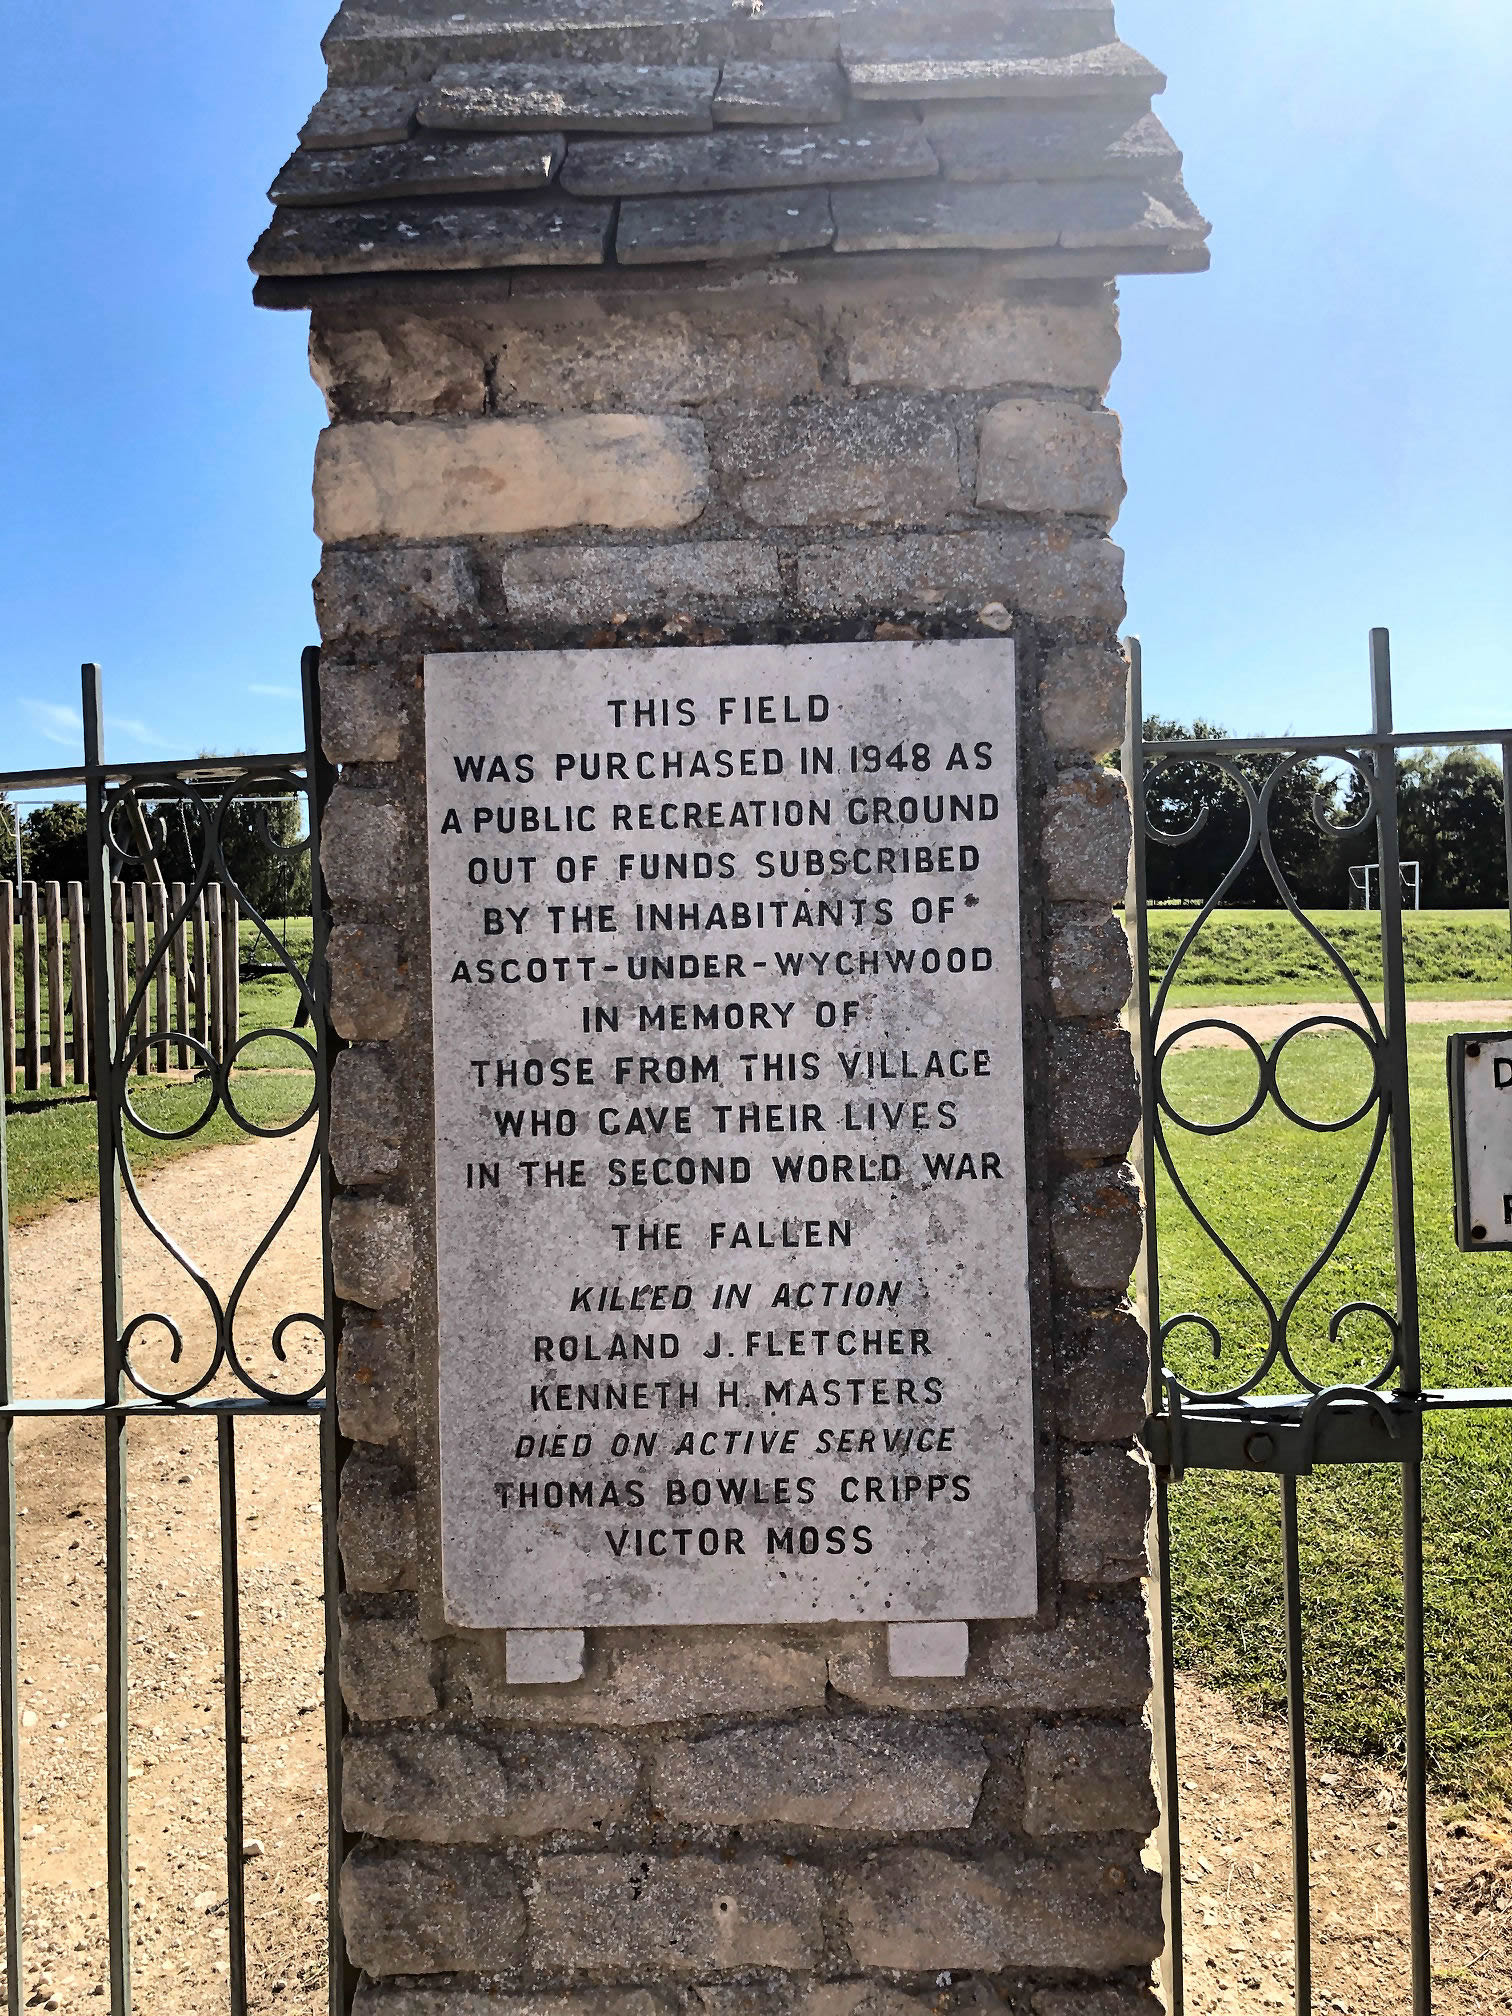 THIS FIELD
WAS PURCHASED IN 1948 AS
A PUBLIC RECREATION GROUND
OUT OF FUNDS SUBSCRIBED
BY THE INHABITANTS OF
ASCOTT-UNDER-WYCHWOOD
IN MEMORY OF
THOSE FROM THIS VILLAGE
WHO GAVE THEIR LIVES
IN THE SECOND WORLD WAR
THE FALLEN
KILLED IN ACTION
ROLAND J. FLETCHER
KENNETH H. MASTERS
DIED ON ACTIVE SERVICE
THOMAS BOWLES CRIPPS
VICTOR MOSS